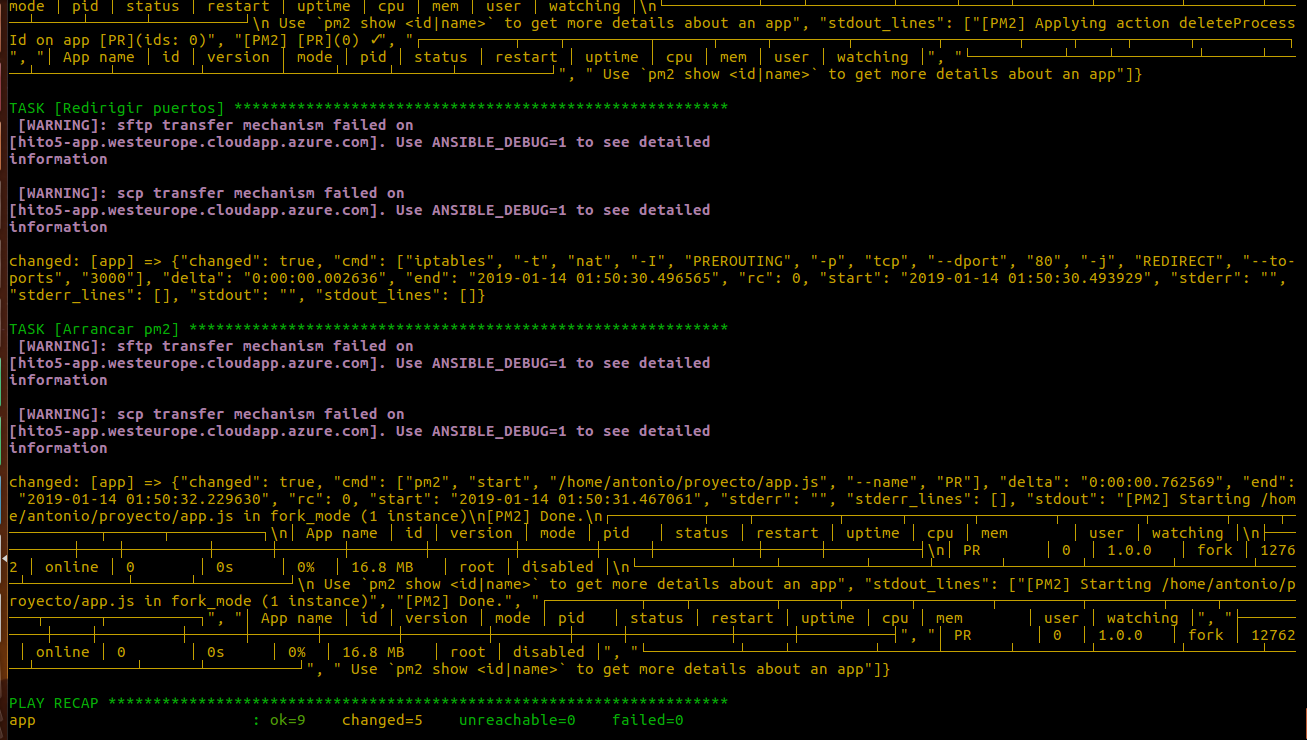 mode │ pid │ status │ restart │ uptime │ cpu │ mem │ user │ watching │\n└──────────┴────┴─────────┴──────┴─────┴────────┴─────────┴────────
┴─────┴─────┴──────┴──────────┘\n Use `pm2 show <id|name>` to get more details about an app", "stdout_lines": ["[PM2] Applying action deleteProcess
Id on app [PR](ids: 0)", "[PM2] [PR](0) ✓", "┌──────────┬────┬─────────┬──────┬─────┬────────┬─────────┬────────┬─────┬─────┬──────┬──────────┐
", "│ App name │ id │ version │ mode │ pid │ status │ restart │ uptime │ cpu │ mem │ user │ watching │", "└──────────┴────┴─────────┴──────┴─────
┴────────┴─────────┴────────┴─────┴─────┴──────┴──────────┘", " Use `pm2 show <id|name>` to get more details about an app"]}
TASK [Redirigir puertos] *******************************************************
[WARNING]: sftp transfer mechanism failed on
[hito5-app.westeurope.cloudapp.azure.com]. Use ANSIBLE_DEBUG=1 to see detailed
information
[WARNING]: scp transfer mechanism failed on
[hito5-app.westeurope.cloudapp.azure.com]. Use ANSIBLE_DEBUG=1 to see detailed
information
changed: [app] => {"changed": true, "cmd": ["iptables", "-t", "nat", "-I", "PREROUTING", "-p", "tcp", "--dport", "80", "-j", "REDIRECT", "--to-
ports", "3000"], "delta": "0:00:00.002636", "end": "2019-01-14 01:50:30.496565", "rc": 0, "start": "2019-01-14 01:50:30.493929", "stderr": "",
"stderr_lines": [], "stdout": "", "stdout_lines": []}
TASK [Arrancar pm2] ************************************************************
[WARNING]: sftp transfer mechanism failed on
[hito5-app.westeurope.cloudapp.azure.com]. Use ANSIBLE_DEBUG=1 to see detailed
information
[WARNING]: scp transfer mechanism failed on
[hito5-app.westeurope.cloudapp.azure.com]. Use ANSIBLE_DEBUG=1 to see detailed
information
changed: [app] => {"changed": true, "cmd": ["pm2", "start", "/home/antonio/proyecto/app.js", "--name", "PR"], "delta": "0:00:00.762569", "end":
"2019-01-14 01:50:32.229630", "rc": 0, "start": "2019-01-14 01:50:31.467061", "stderr": "", "stderr_lines": [], "stdout": "[PM2] Starting /hom
e/antonio/proyecto/app.js in fork_mode (1 instance)\n[PM2] Done.\n┌──────────┬────┬─────────┬──────┬───────┬────────┬─────────┬────────┬─────┬─
──────────┬──────┬──────────┐\n│ App name │ id │ version │ mode │ pid   │ status │ restart │ uptime │ cpu │ mem       │ user │ watching │\n├───
───────┼────┼─────────┼──────┼───────┼────────┼─────────┼────────┼─────┼───────────┼──────┼──────────┤\n│ PR       │ 0  │ 1.0.0   │ fork │ 1276
2 │ online │ 0       │ 0s     │ 0%  │ 16.8 MB   │ root │ disabled │\n└──────────┴────┴─────────┴──────┴───────┴────────┴─────────┴────────┴─────
┴───────────┴──────┴──────────┘\n Use `pm2 show <id|name>` to get more details about an app", "stdout_lines": ["[PM2] Starting /home/antonio/p
royecto/app.js in fork_mode (1 instance)", "[PM2] Done.", "┌──────────┬────┬─────────┬──────┬───────┬────────┬─────────┬────────┬─────┬────────
───┬──────┬──────────┐", "│ App name │ id │ version │ mode │ pid   │ status │ restart │ uptime │ cpu │ mem       │ user │ watching │", "├──────
────┼────┼─────────┼──────┼───────┼────────┼─────────┼────────┼─────┼───────────┼──────┼──────────┤", "│ PR       │ 0  │ 1.0.0   │ fork │ 12762
│ online │ 0       │ 0s     │ 0%  │ 16.8 MB   │ root │ disabled │", "└──────────┴────┴─────────┴──────┴───────┴────────┴─────────┴────────┴─────
┴───────────┴──────┴──────────┘", " Use `pm2 show <id|name>` to get more details about an app"]}
PLAY RECAP *********************************************************************
app                        : ok=9    changed=5    unreachable=0    failed=0